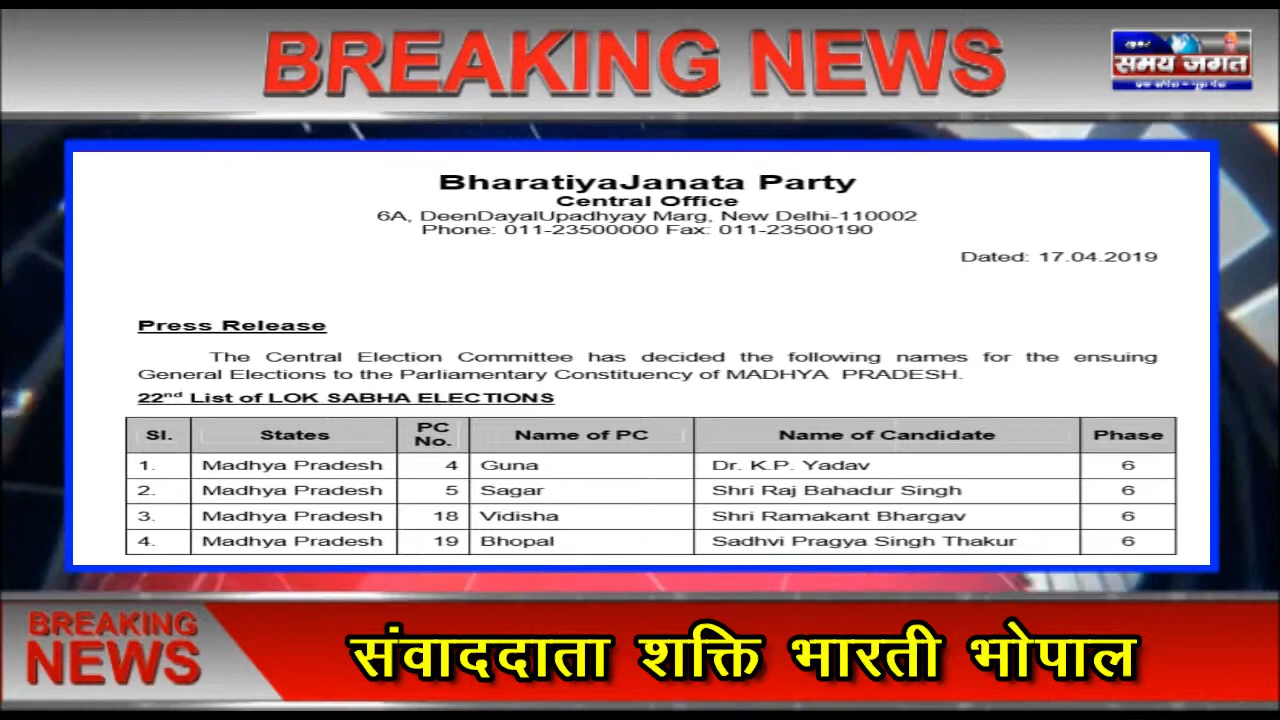 BREAKING NEWS
समय जगत
BharatiyaJanata Party
Central Office
6A, DeenDayalUpadhyay Marg, New Delhi-110002
Phone: 011-23500000 Fax: 011-23500190
Dated: 17.04.2019
Press Release
The Central Election Committee has decided the following names for the ensuing
General Elections to the Parliamentary Constituency of MADHYA PRADESH.
22nd List of LOK SABHA ELECTIONS
Sl. States PC No. Name of PC Name of Candidate Phase
1. Madhya Pradesh 4 Guna Dr. K.P. Yadav 6
2. Madhya Pradesh 5 Sagar Shri Raj Bahadur Singh 6
3. Madhya Pradesh 18 Vidisha Shri Ramakant Bhargav 6
4. Madhya Pradesh 19 Bhopal Sadhvi Pragya Singh Thakur 6
BREAKING
NEWS
संवाददाता शक्ति भारती भोपाल